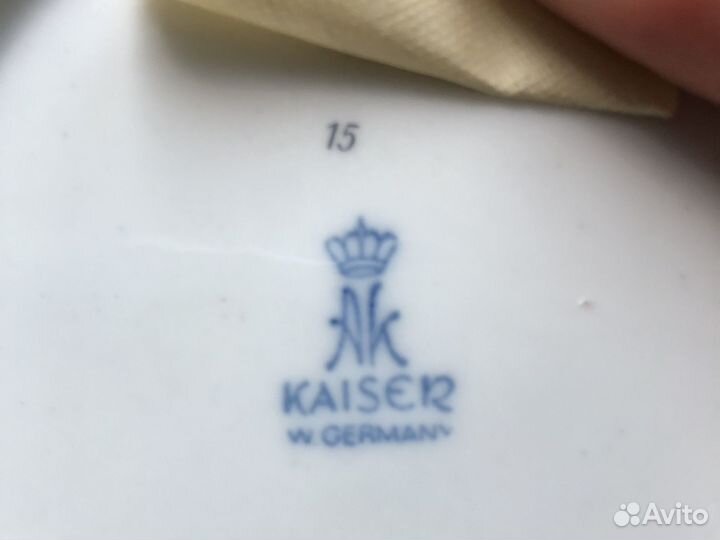 15
AK
KAISER
W. GERMANY
Avito